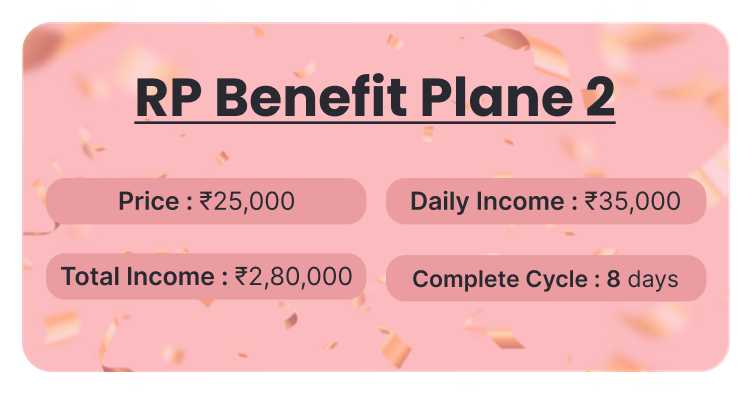 RP Benefit Plane 2
Price : ₹25,000
Daily Income : ₹35,000
Total Income : ₹2,80,000
Complete Cycle : 8 days